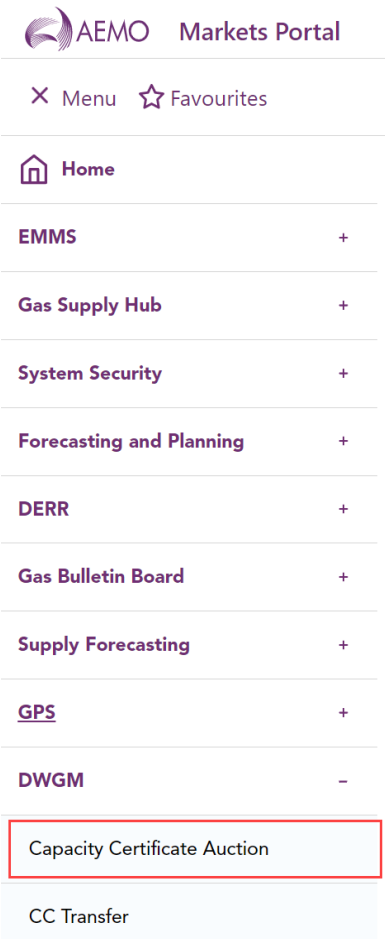 AEMO Markets Portal
Menu Favourites
Home
EMMS +
Gas Supply Hub +
System Security +
Forecasting and Planning +
DERR +
Gas Bulletin Board +
Supply Forecasting +
GPS +
DWGM –
Capacity Certificate Auction
CC Transfer